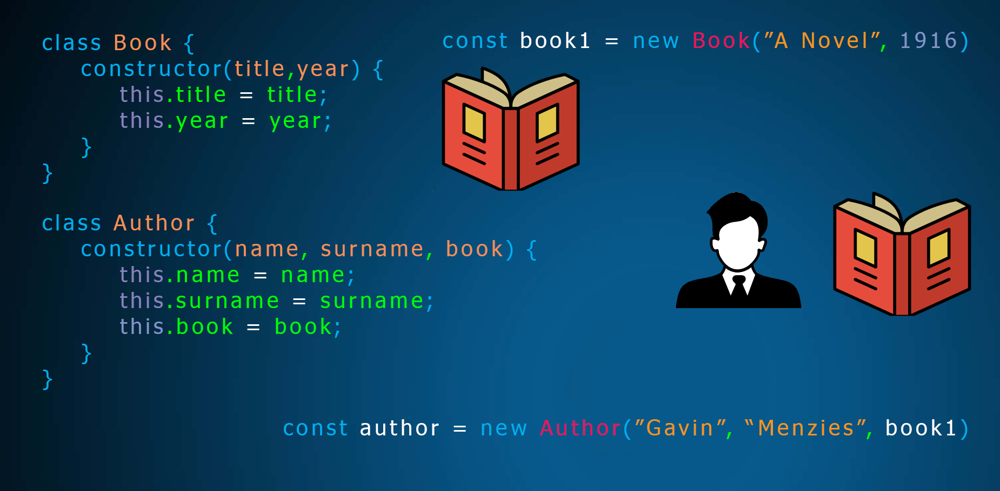 class Book {
constructor(title,year) {
this.title = title;
this.year = year;
}
}
const book1 = new Book(”A Novel”, 1916)
class Author {
constructor(name, surname, book) {
this.name = name;
this.surname = surname;
this.book = book;
}
}
const author = new Author(”Gavin”, “Menzies”, book1)